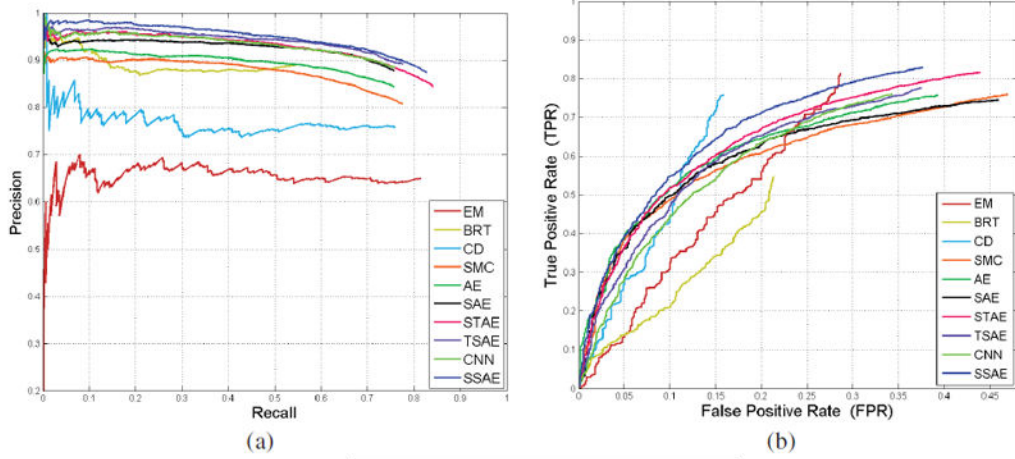 1
0.9
0.8
0.7
0.6
0.5
0.4
0.3
0.2
Precision
0 0.1 0.2 0.3 0.4 0.5 0.6 0.7 0.8 0.9 1
Recall
EM
BRT
CD
SMC
AE
SAE
STAE
TSAE
CNN
SSAE
(a)
1
0.9
0.8
0.7
0.6
0.5
0.4
0.3
0.2
0.1
0
True Positive Rate (TPR)
0 0.05 0.1 0.15 0.2 0.25 0.3 0.35 0.4 0.45 0.5
False Positive Rate (FPR)
EM
BRT
CD
SMC
AE
SAE
STAE
TSAE
CNN
SSAE
(b)